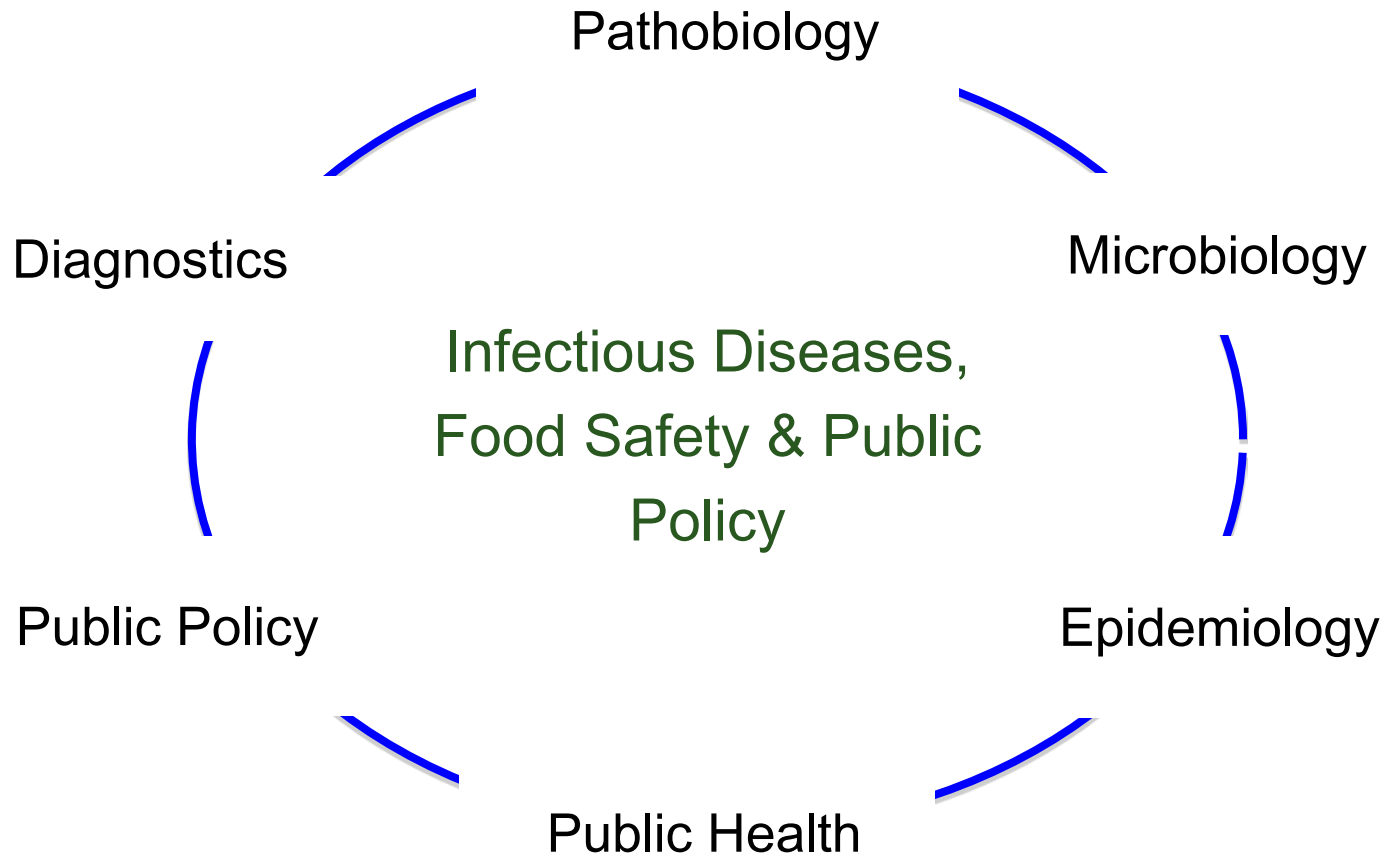 Pathobiology
Diagnostics
Microbiology
Infectious Diseases,
Food Safety & Public
Policy
Public Policy
Epidemiology
Public Health